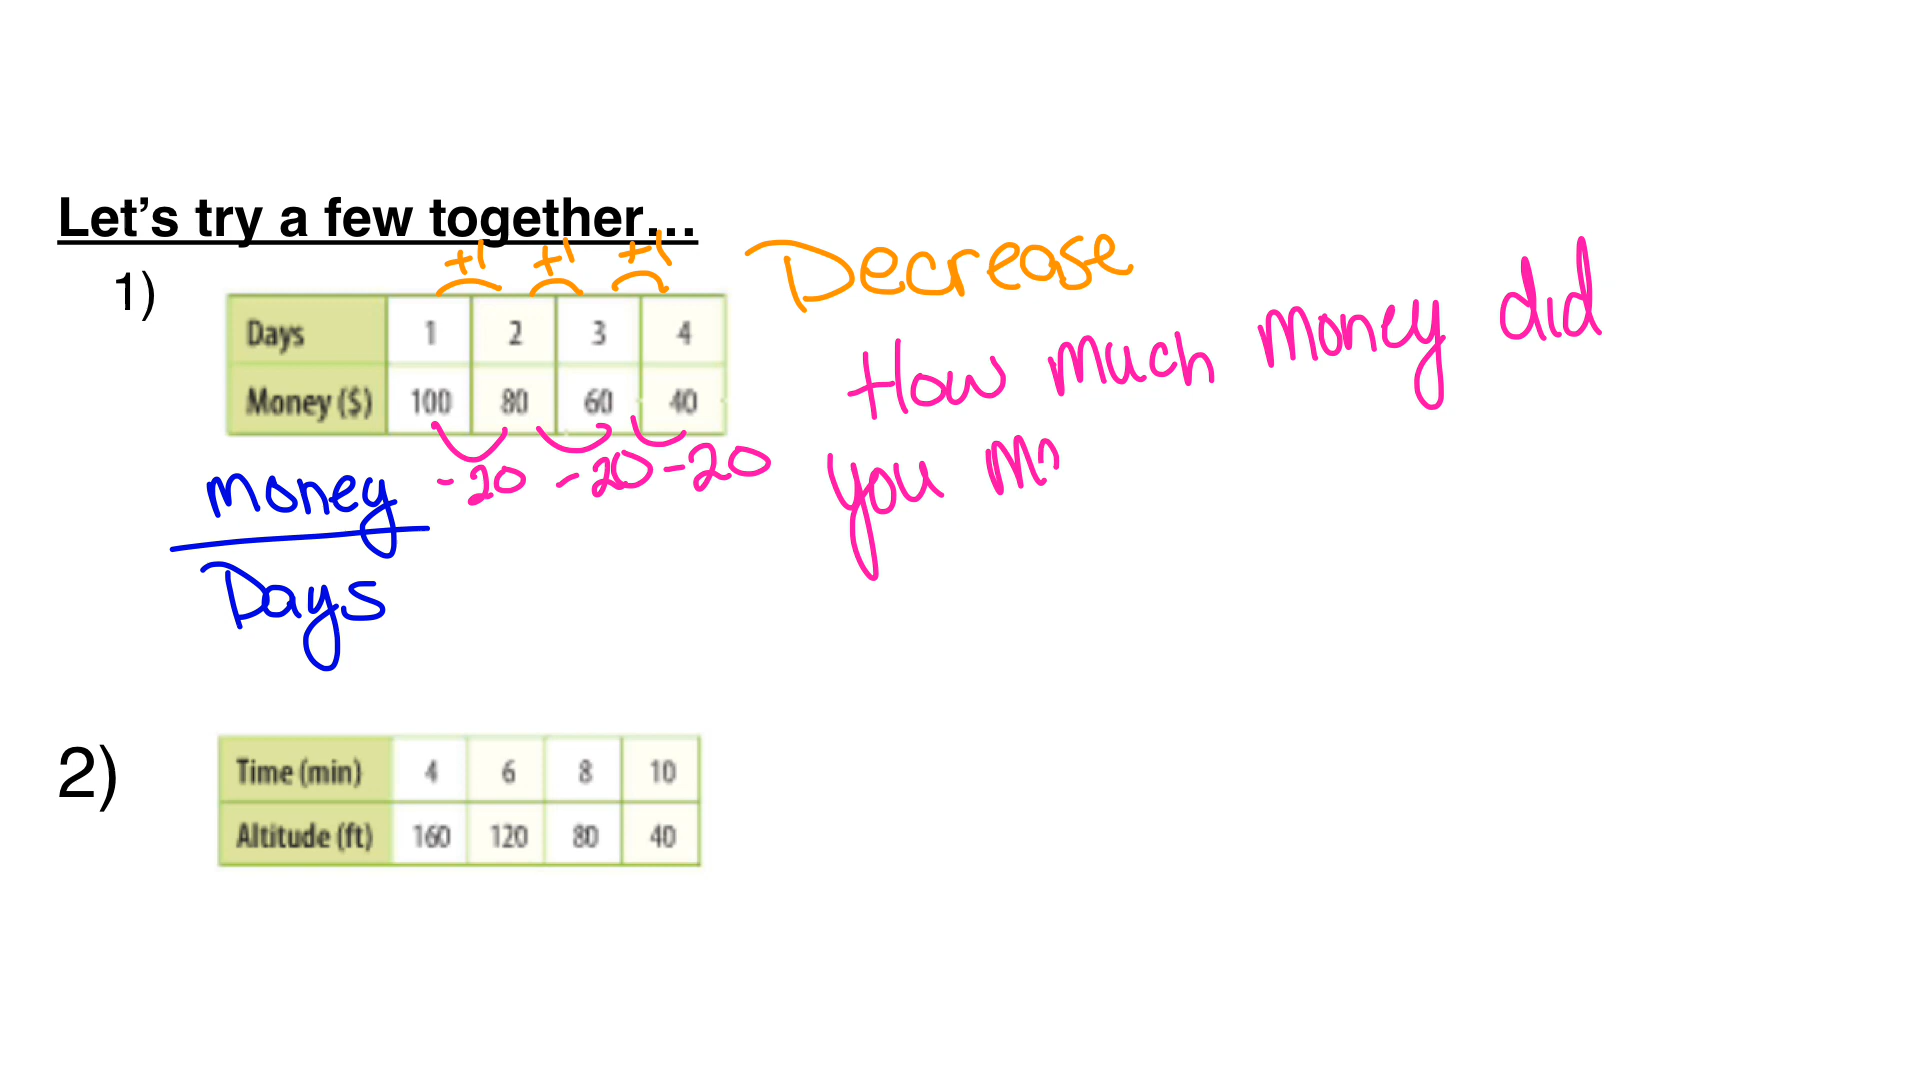 Let's try a few together...
+1 +1 +1
Decrease
1)
Days 1 2 3 4
Money ($) 100 80 60 40
-20 -20 -20
How much money did
you m
money
Days
2)
Time (min) 4 6 8 10
Altitude (ft) 160 120 80 40